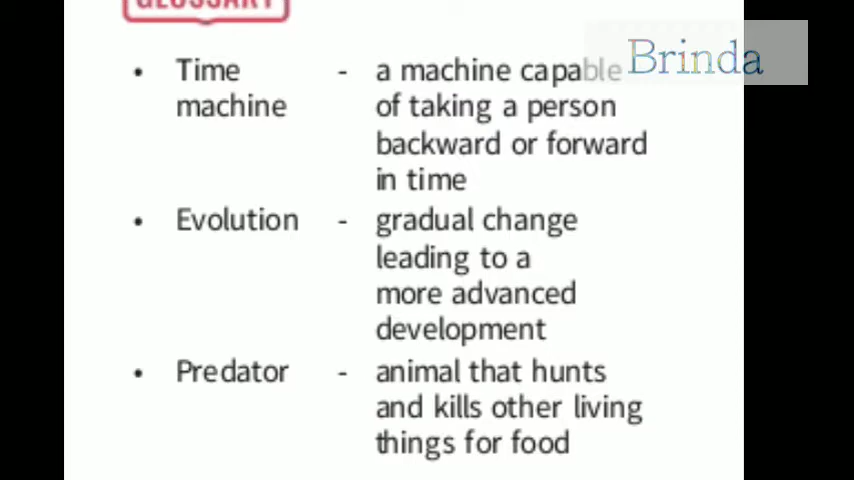 GLOSSARY
Brinda
• Time - a machine capable
machine of taking a person
backward or forward
in time
• Evolution - gradual change
leading to a
more advanced
development
• Predator - animal that hunts
and kills other living
things for food